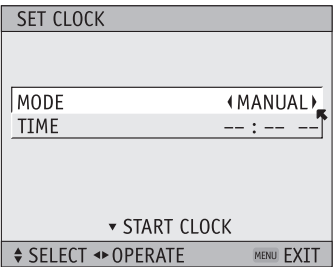 SET CLOCK
MODE ◂MANUAL▸
TIME --:-- --
▾ START CLOCK
♦ SELECT ◂▸ OPERATE MENU EXIT